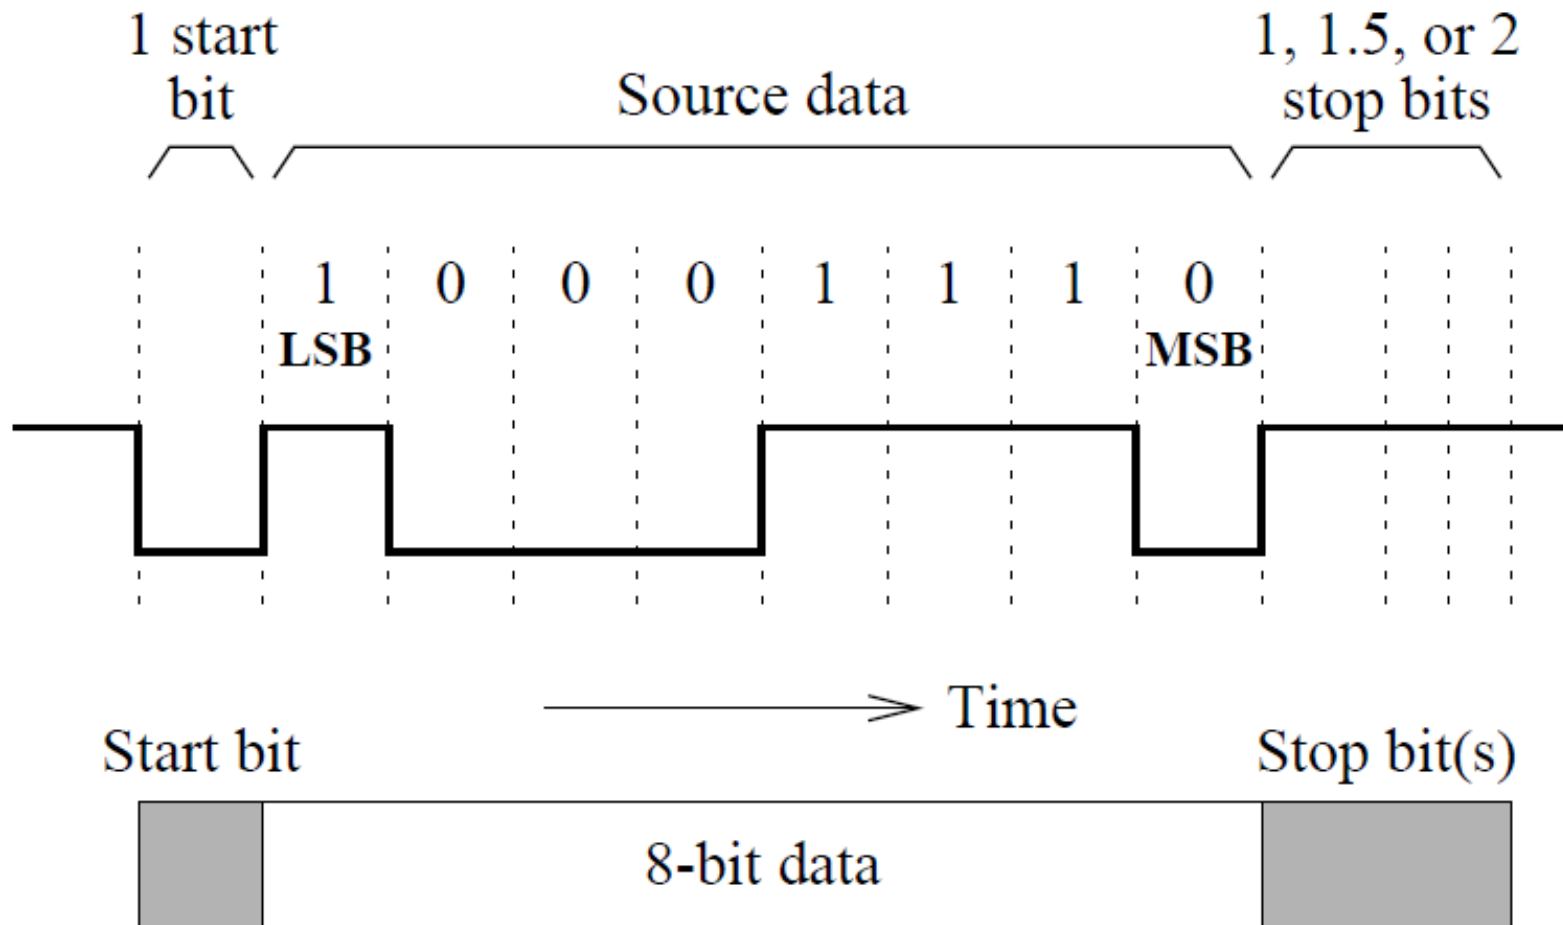 1 start
bit
Source data
1, 1.5, or 2
stop bits
1 0 0 0 1 1 1 0
LSB MSB
Time
Start bit
Stop bit(s)
8-bit data